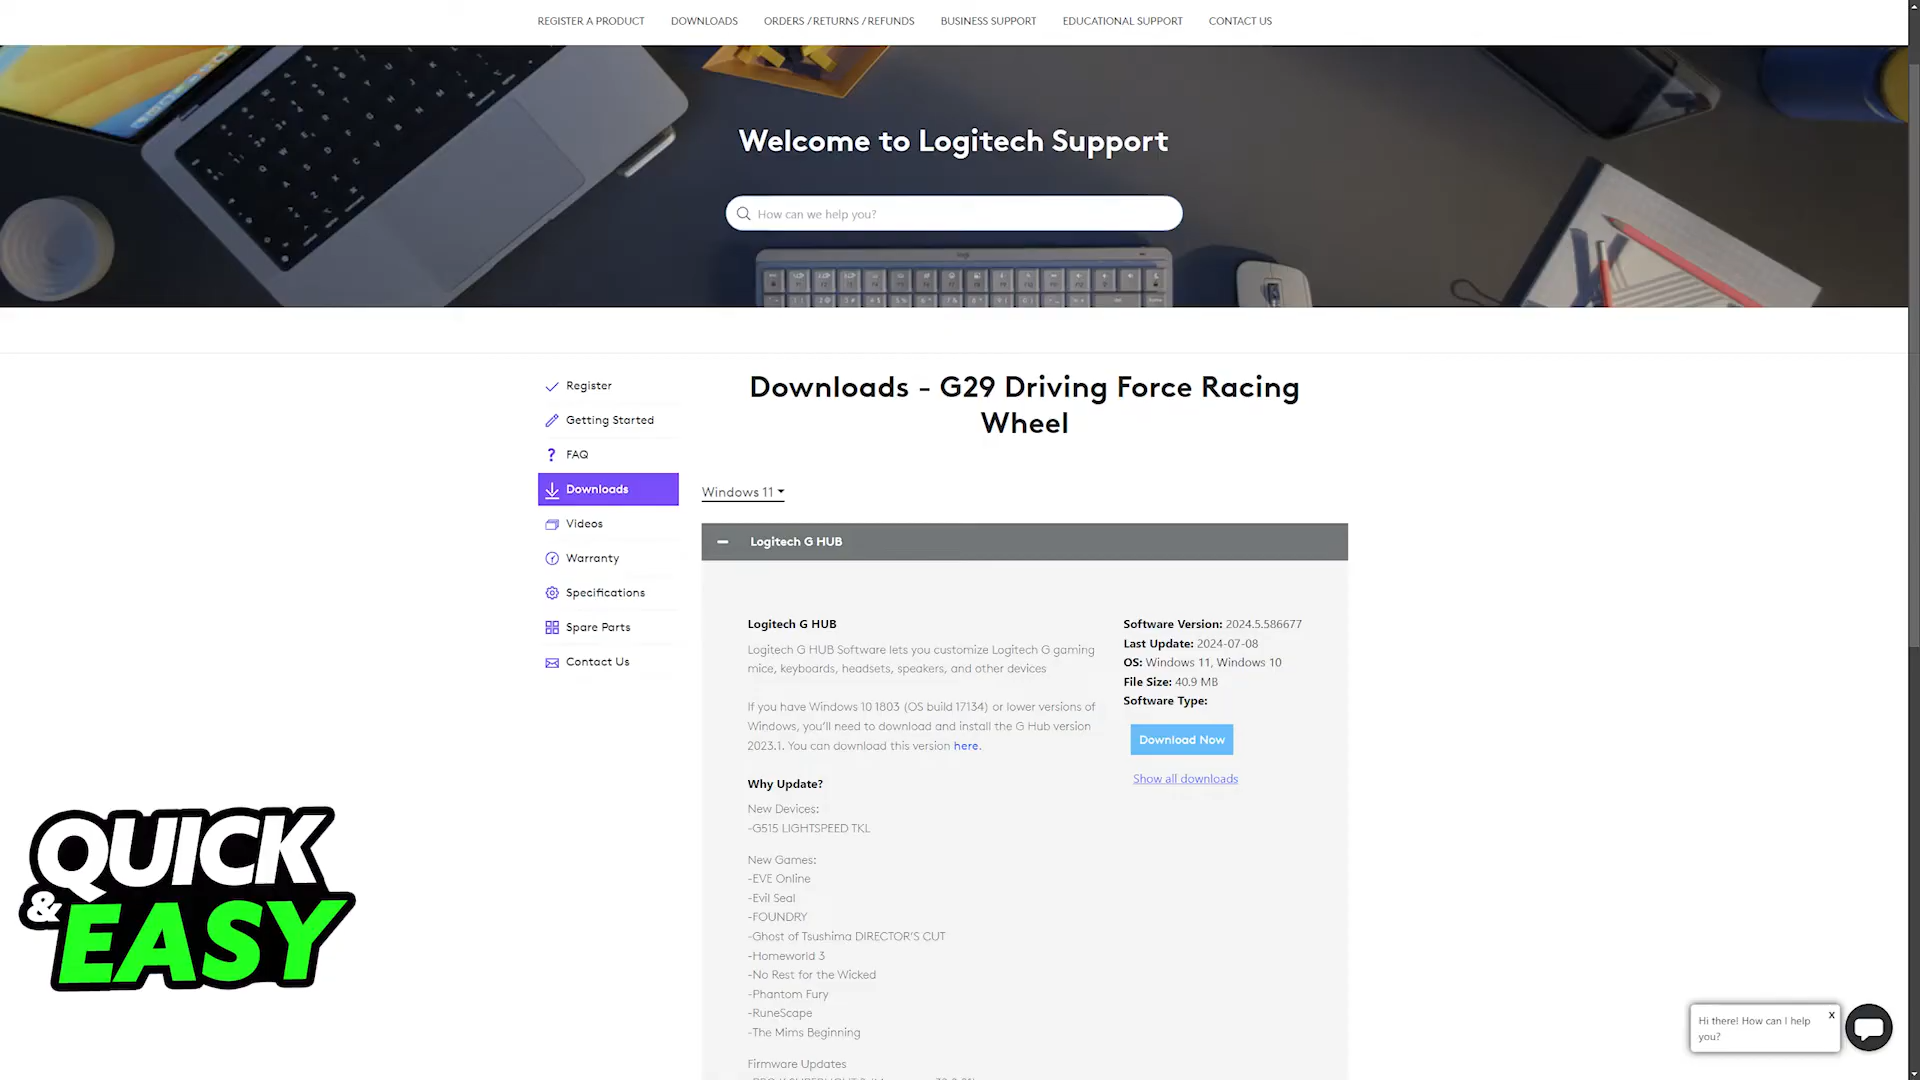 REGISTER A PRODUCT DOWNLOADS ORDERS / RETURNS / REFUNDS BUSINESS SUPPORT EDUCATIONAL SUPPORT CONTACT US
Welcome to Logitech Support
How can we help you?
Register
Getting Started
FAQ
Downloads
Videos
Warranty
Specifications
Spare Parts
Contact Us
Downloads - G29 Driving Force Racing
Wheel
Windows 11
Logitech G HUB
Logitech G HUB
Logitech G HUB Software lets you customize Logitech G gaming
mice, keyboards, headsets, speakers, and other devices
If you have Windows 10 1803 (OS build 17134) or lower versions of
Windows, you'll need to download and install the G Hub version
2023.1. You can download this version here.
Why Update?
New Devices:
-G515 LIGHTSPEED TKL
New Games:
-EVE Online
-Evil Seal
-FOUNDRY
-Ghost of Tsushima DIRECTOR'S CUT
-Homeworld 3
-No Rest for the Wicked
-Phantom Fury
-RuneScape
-The Mims Beginning
Firmware Updates
Software Version: 2024.5.586677
Last Update: 2024-07-08
OS: Windows 11, Windows 10
File Size: 40.9 MB
Software Type:
Download Now
Show all downloads
QUICK
& EASY
Hi there! How can I help
you?
x